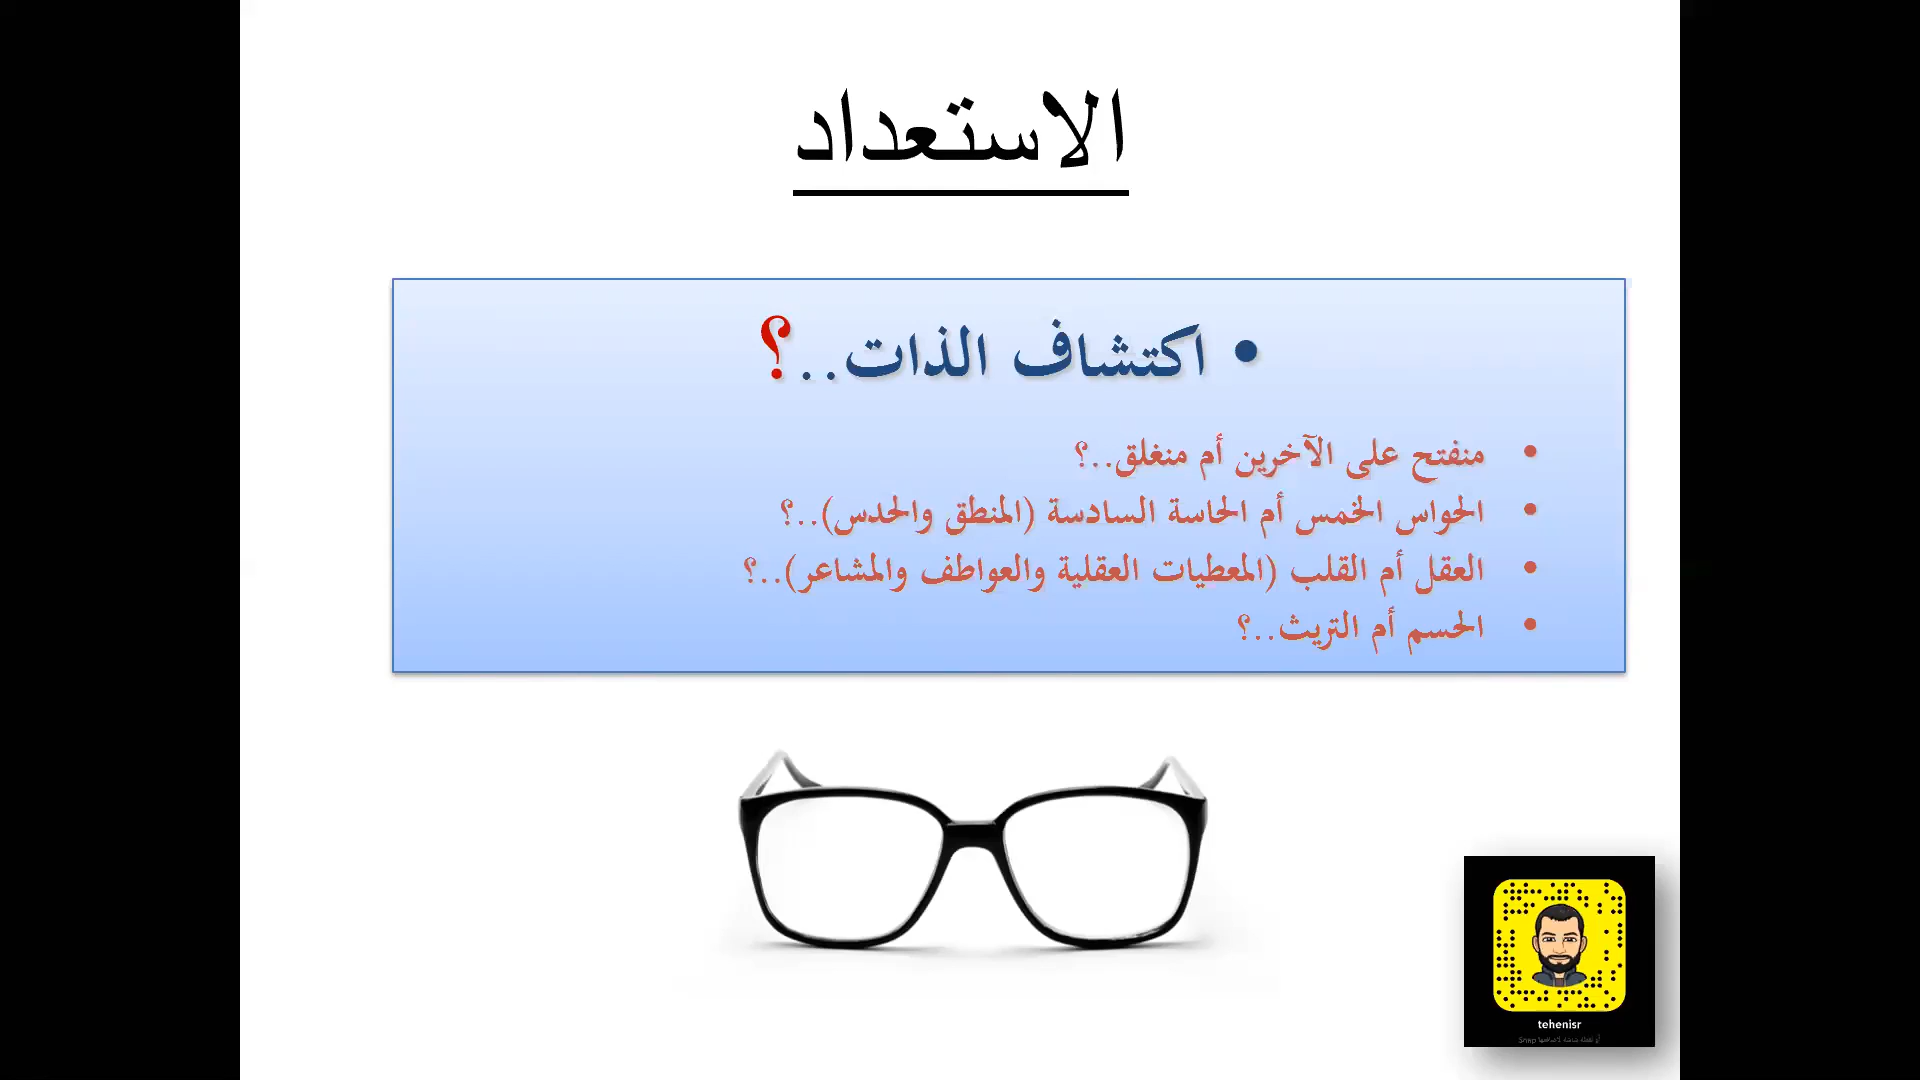 الاستعداد
• اكتشاف الذات..؟
• منفتح على الآخرين أم منغلق..؟
• الحواس الخمس أم الحاسة السادسة (المنطق والحدس)..؟
• العقل أم القلب (المعطيات العقلية والعواطف والمشاعر)..؟
• الحسم أم التريث..؟
tehenisr